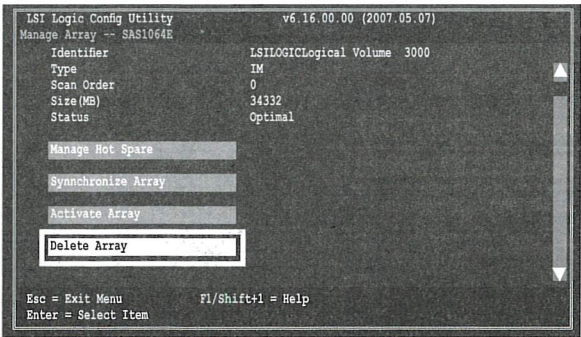 LSI Logic Config Utility v6.16.00.00 (2007.05.07)
Manage Array -- SAS1064E
Identifier LSILOGICLogical Volume 3000
Type IM
Scan Order 0
Size(MB) 34332
Status Optimal
Manage Hot Spare
Synnchronize Array
Activate Array
Delete Array
Esc = Exit Menu F1/Shift+1 = Help
Enter = Select Item